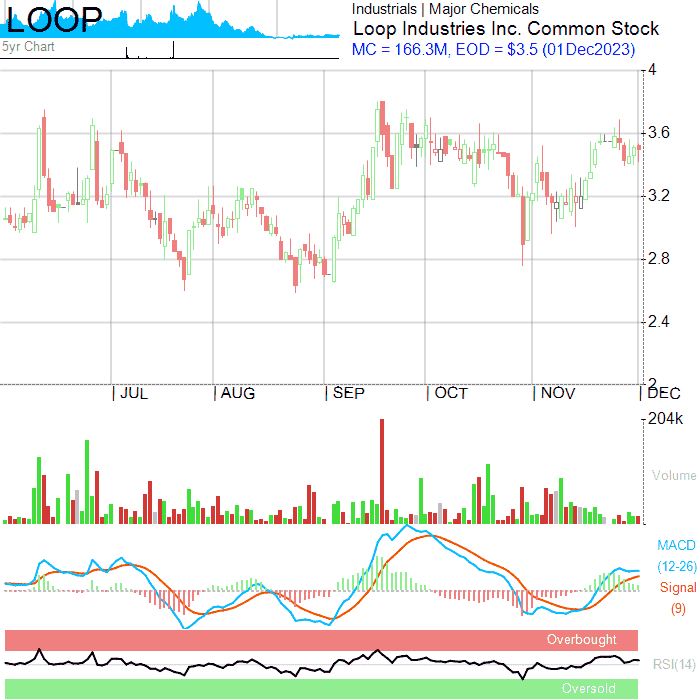 LOOP
5yr Chart
Industrials | Major Chemicals
Loop Industries Inc. Common Stock
MC = 166.3M, EOD = $3.5 (01Dec2023)
4
3.6
3.2
2.8
2.4
2
| JUL | AUG | SEP | OCT | NOV | DEC
204k
Volume
MACD
(12-26)
Signal
(9)
Overbought
RSI(14)
Oversold